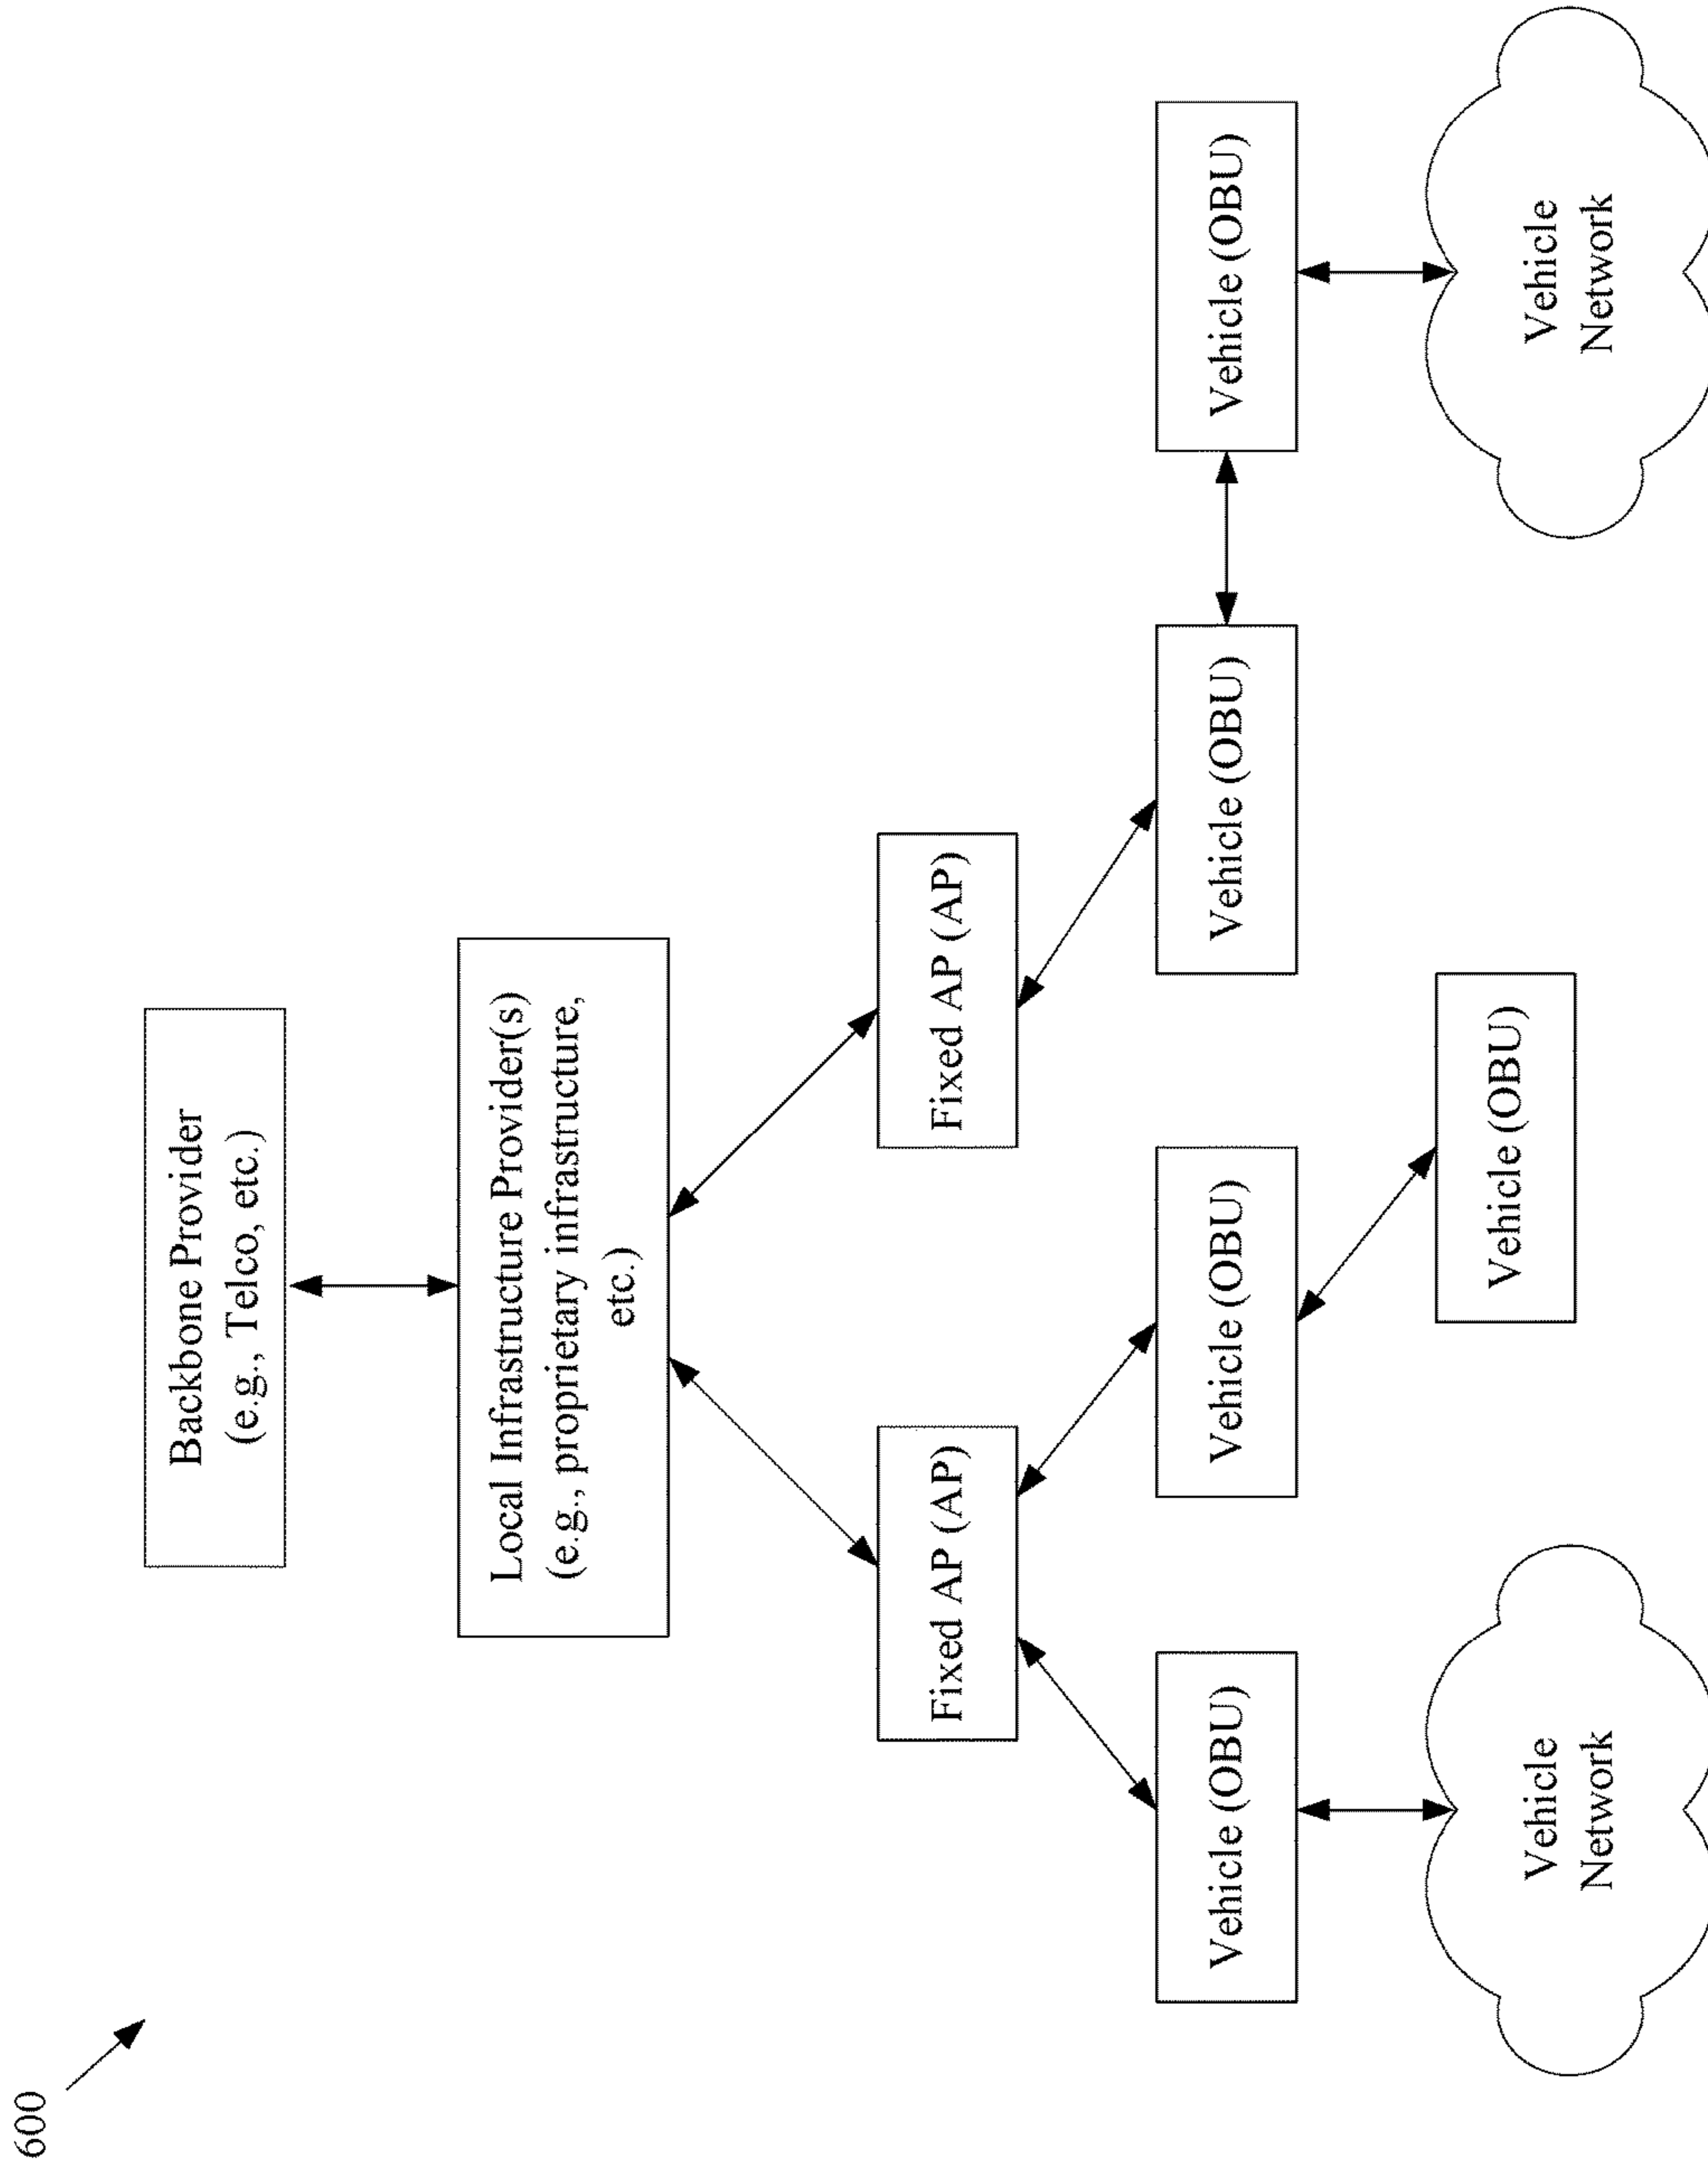 600
Backbone Provider
(e.g., Telco, etc.)
Local Infrastructure Provider(s)
(e.g., proprietary infrastructure,
etc.)
Fixed AP (AP)
Fixed AP (AP)
Vehicle (OBU)
Vehicle (OBU)
Vehicle (OBU)
Vehicle (OBU)
Vehicle (OBU)
Vehicle
Network
Vehicle
Network